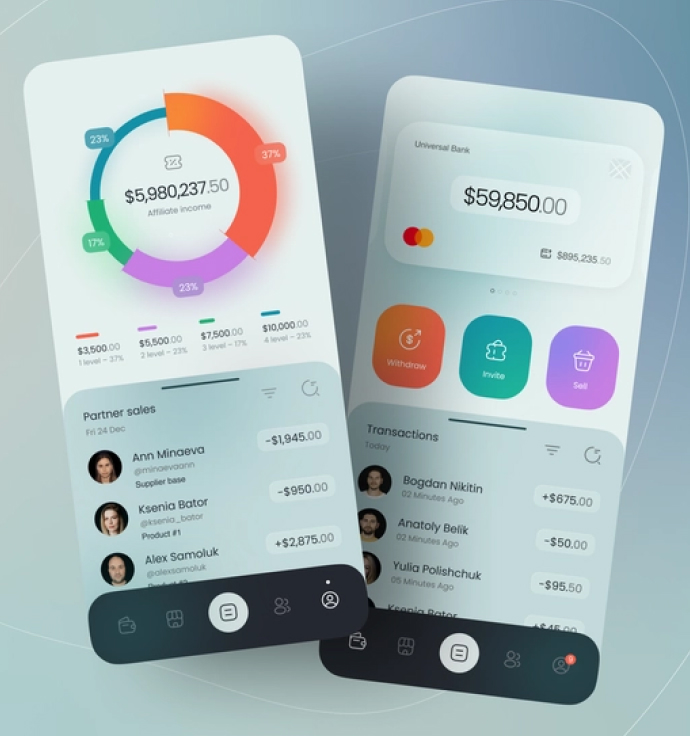 23%
37%
$5,980,237.50
Affiliate income
17%
23%
$3,500.00
1 level – 37%
$5,500.00
2 level – 23%
$7,500.00
3 level – 17%
$10,000.00
4 level – 23%
Partner sales
Fri 24 Dec
Ann Minaeva
@minaevaann
Supplier base
-$1,945.00
Ksenia Bator
@ksenia_bator
Product #1
-$950.00
Alex Samoluk
@alexsamoluk
+$2,875.00
Universal Bank
$59,850.00
$895,235.50
Withdraw
Invite
Sell
Transactions
Today
Bogdan Nikitin
02 Minutes Ago
+$675.00
Anatoly Belik
02 Minutes Ago
-$50.00
Yulia Polishchuk
05 Minutes Ago
-$95.50
Ksenia Bator
+$45.00